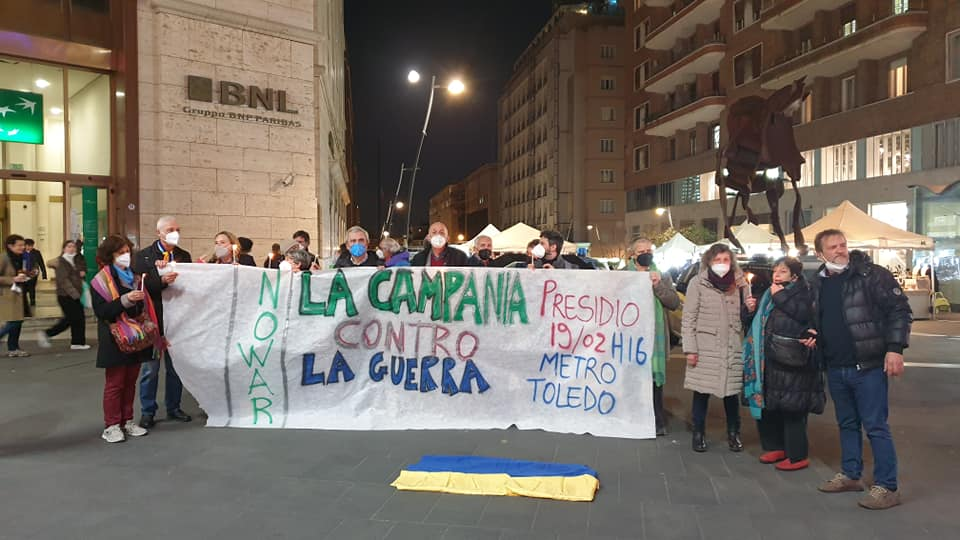 BNL
Gruppo BNP PARIBAS
NO WAR
LA CAMPANIA
CONTRO
LA GUERRA
PRESIDIO
19/02 H16
METRO
TOLEDO